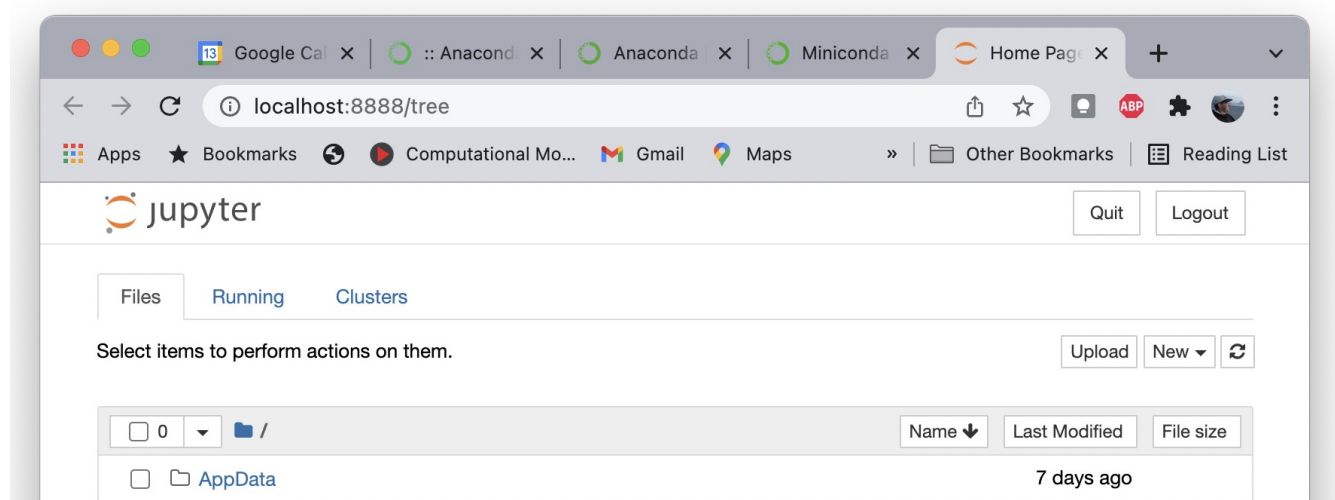 13 Google Cal :: Anacond Anaconda Miniconda Home Page
localhost:8888/tree ABP
Apps Bookmarks Computational Mo... Gmail Maps » Other Bookmarks Reading List
jupyter Quit Logout
Files Running Clusters
Select items to perform actions on them. Upload New
0 / Name Last Modified File size
AppData 7 days ago